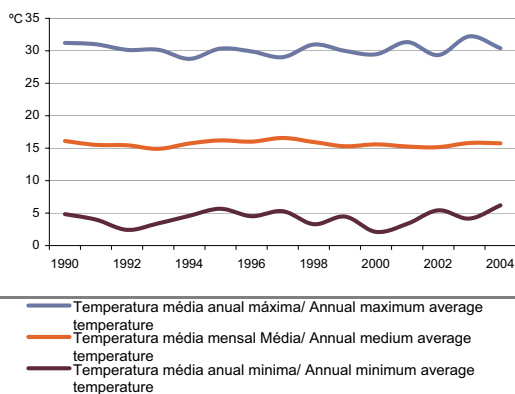 ºC 35
30
25
20
15
10
5
0
1990 1992 1994 1996 1998 2000 2002 2004
Temperatura média anual máxima/ Annual maximum average
temperature
Temperatura média mensal Média/ Annual medium average
temperature
Temperatura média anual minima/ Annual minimum average
temperature